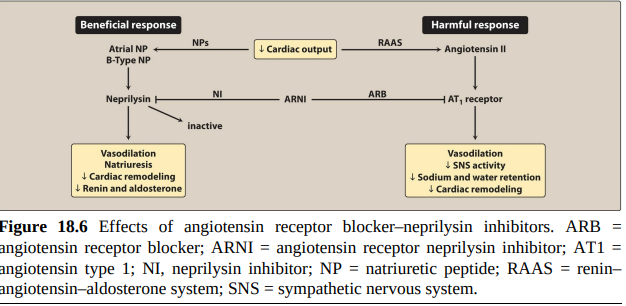 Beneficial response
Harmful response
NPs
RAAS
Atrial NP
B-Type NP
↓ Cardiac output
Angiotensin II
Neprilysin
NI
ARNI
ARB
AT₁ receptor
inactive
Vasodilation
Natriuresis
↓ Cardiac remodeling
↓ Renin and aldosterone
Vasodilation
↓ SNS activity
↓ Sodium and water retention
↓ Cardiac remodeling
Figure 18.6 Effects of angiotensin receptor blocker–neprilysin inhibitors. ARB =
angiotensin receptor blocker; ARNI = angiotensin receptor neprilysin inhibitor; AT1 =
angiotensin type 1; NI, neprilysin inhibitor; NP = natriuretic peptide; RAAS = renin–
angiotensin–aldosterone system; SNS = sympathetic nervous system.